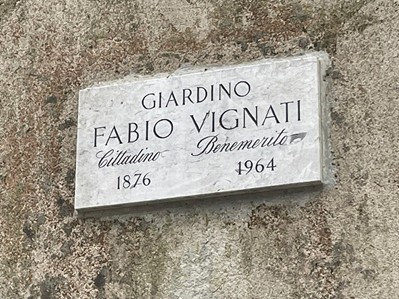 GIARDINO
FABIO VIGNATI
Cittadino Benemerito
1876 1964